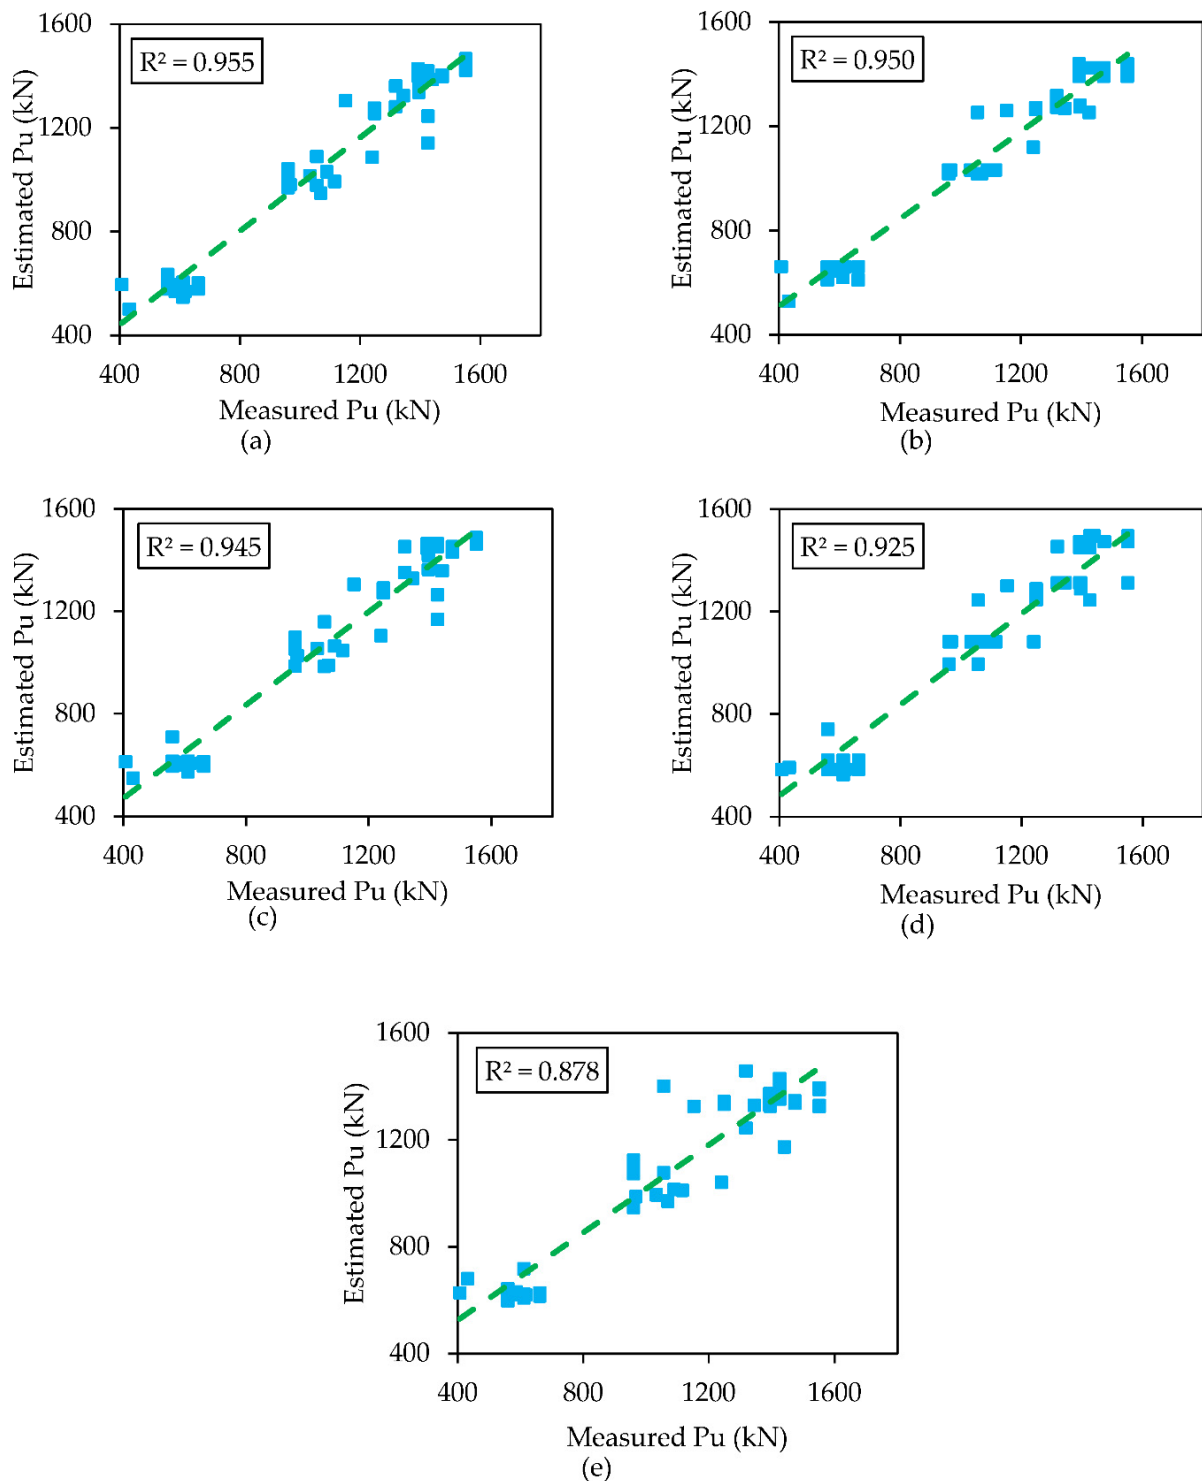 1600
R² = 0.955
1200
Estimated Pu (kN)
800
400
400 800 1200 1600
Measured Pu (kN)
(a)
1600
R² = 0.950
1200
Estimated Pu (kN)
800
400
400 800 1200 1600
Measured Pu (kN)
(b)
1600
R² = 0.945
1200
Estimated Pu (kN)
800
400
400 800 1200 1600
Measured Pu (kN)
(c)
1600
R² = 0.925
1200
Estimated Pu (kN)
800
400
400 800 1200 1600
Measured Pu (kN)
(d)
1600
R² = 0.878
1200
Estimated Pu (kN)
800
400
400 800 1200 1600
Measured Pu (kN)
(e)